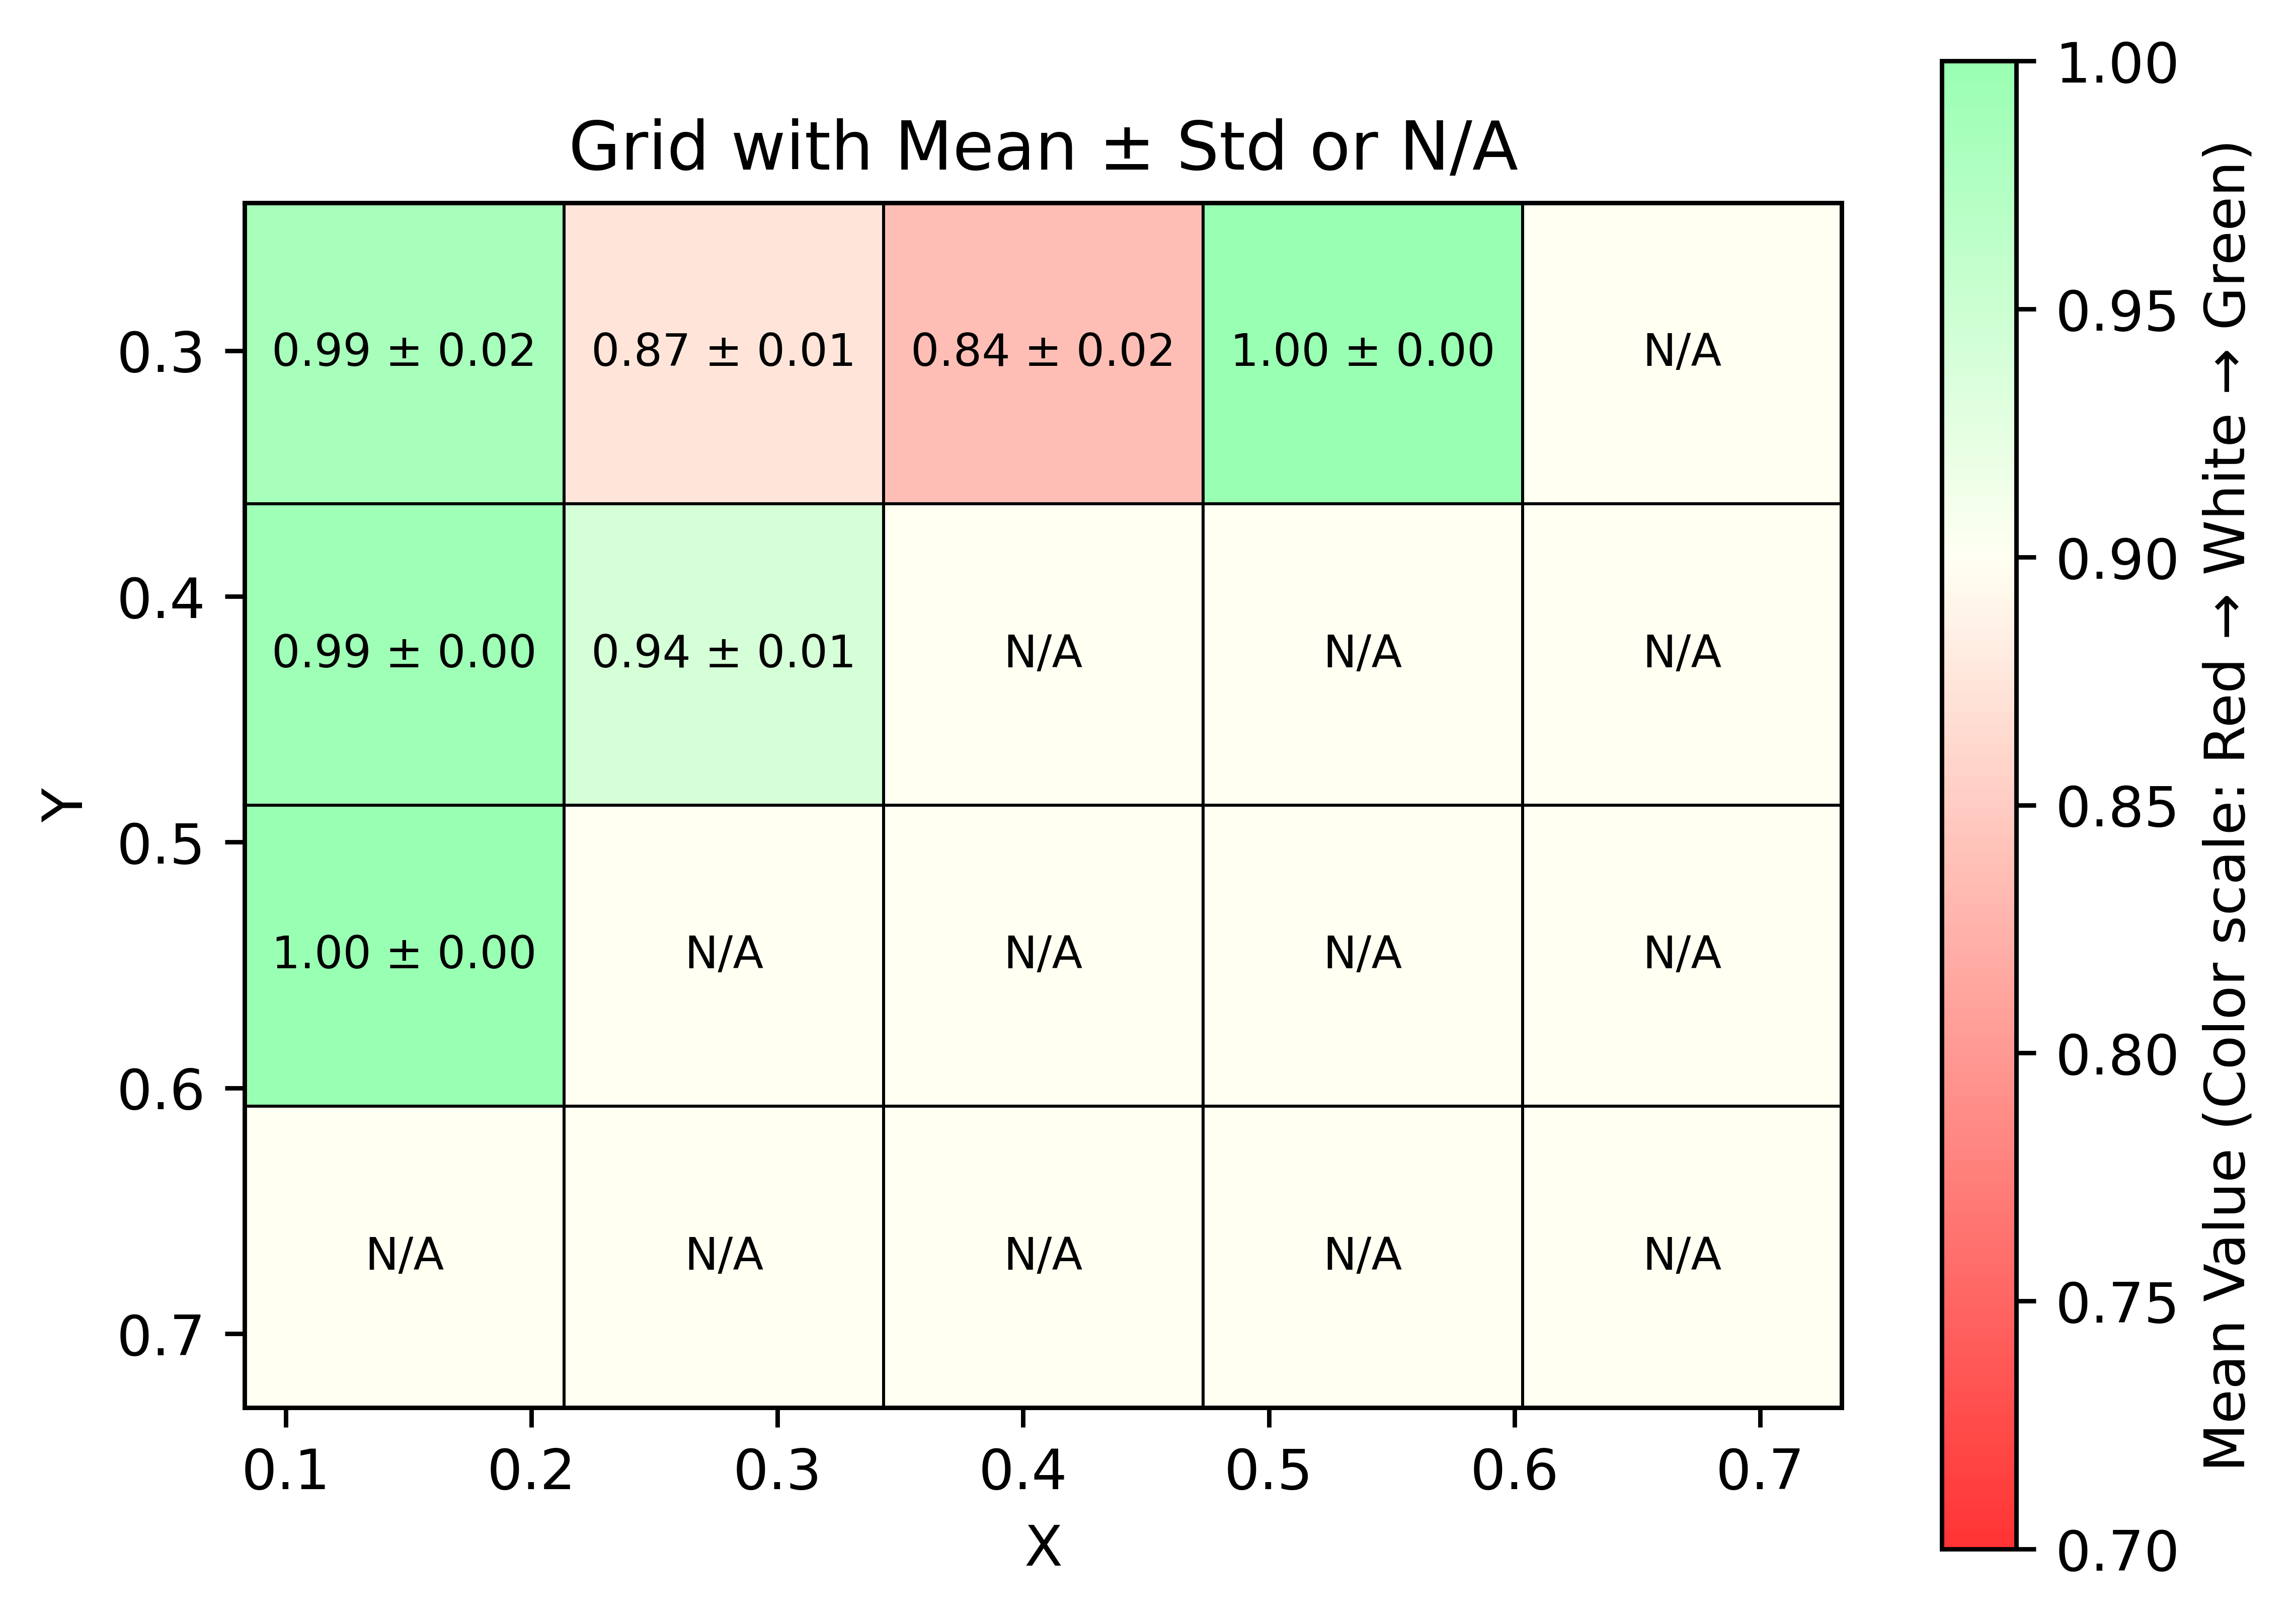 Grid with Mean ± Std or N/A
0.3
0.4
0.5
0.6
0.7
Y
0.99 ± 0.02 0.87 ± 0.01 0.84 ± 0.02 1.00 ± 0.00 N/A
0.99 ± 0.00 0.94 ± 0.01 N/A N/A N/A
1.00 ± 0.00 N/A N/A N/A N/A
N/A N/A N/A N/A N/A
0.1 0.2 0.3 0.4 0.5 0.6 0.7
X
1.00
0.95
0.90
0.85
0.80
0.75
0.70
Mean Value (Color scale: Red → White → Green)